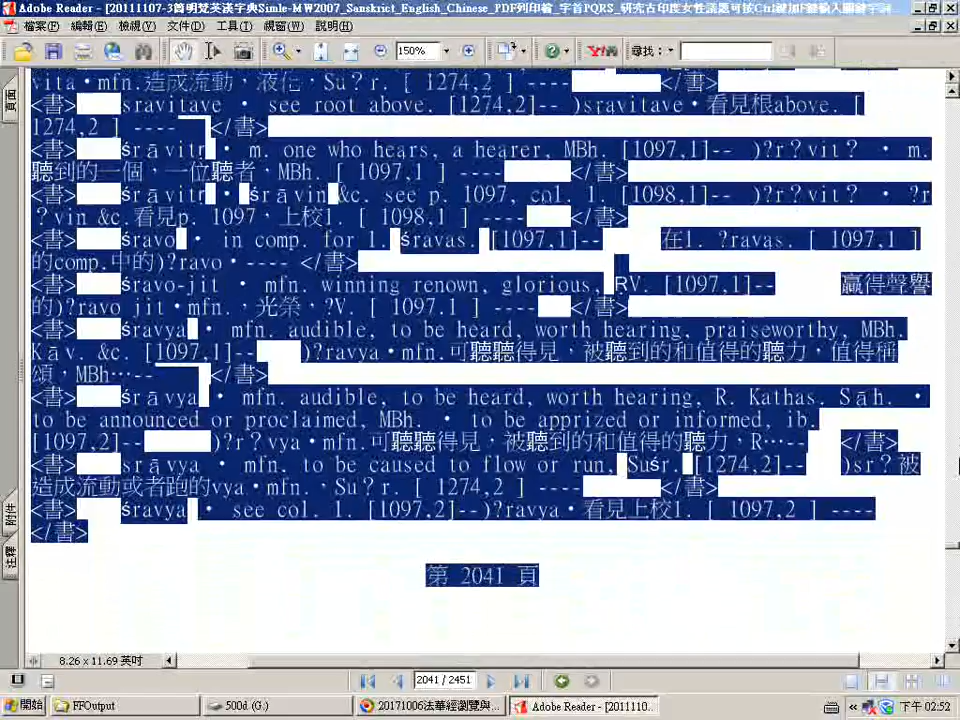 Adobe Reader - [20111107-3簡明梵英漢字典Simle-MW2007_Sanskrict_English_Chinese_PDF列印檔_字首PQRS_研究古印度女性議題可按Ctrl鍵加F鍵輸入關鍵字詞
檔案(F) 編輯(E) 檢視(V) 文件(D) 工具(T) 視窗(W) 說明(H)
150% 尋找：
頁面
vita‧mfn.造成流動，液化，Su?r. [ 1274,2 ] ---- </書>
<書> sravitave ‧ see root above. [1274,2]-- )sravitave‧看見根above. [
1274,2 ] ---- </書>
<書> śrāvitṛ ‧ m. one who hears, a hearer, MBh. [1097,1]-- )?r？vit？ ‧ m.
聽到的一個，一位聽者，MBh. [ 1097,1 ] ---- </書>
<書> śrāvitṛ ‧ śrāvin &c. see p. 1097, col. 1. [1098,1]-- )?r？vit？ ‧ ?r
？vin &c.看見p. 1097，上校1. [ 1098,1 ] ---- </書>
<書> śravo ‧ in comp. for 1. śravas. [1097,1]-- 在1. ?ravas. [ 1097,1 ]
的comp.中的)?ravo‧---- </書>
<書> śravo-jit ‧ mfn. winning renown, glorious, RV. [1097,1]-- 贏得聲譽
的)?ravo jit‧mfn.，光榮，?V. [ 1097,1 ] ---- </書>
<書> śravya ‧ mfn. audible, to be heard, worth hearing, praiseworthy, MBh.
Kāv. &c. [1097,1]-- )?ravya‧mfn.可聽聽得見，被聽到的和值得的聽力，值得稱
頌，MBh…-- </書>
<書> śrāvya ‧ mfn. audible, to be heard, worth hearing, R. Kathas. Sāh. ‧
to be announced or proclaimed, MBh. ‧ to be apprized or informed, ib.
[1097,2]-- )?r？vya‧mfn.可聽聽得見，被聽到的和值得的聽力，R…-- </書>
<書> srāvya ‧ mfn. to be caused to flow or run, Suśr. [1274,2]-- )sr？被
造成流動或者跑的vya‧mfn.，Su？r. [ 1274,2 ] ---- </書>
<書> śravya ‧ see col. 1. [1097,2]--)?ravya‧看見上校1. [ 1097,2 ] ----
</書>
附件
注釋
第 2041 頁
8.26 x 11.69 英吋
2041 / 2451
開始 FFOutput 500d (G:) 20171006法華經瀏覽與... Adobe Reader - [2011110... 下午 02:52